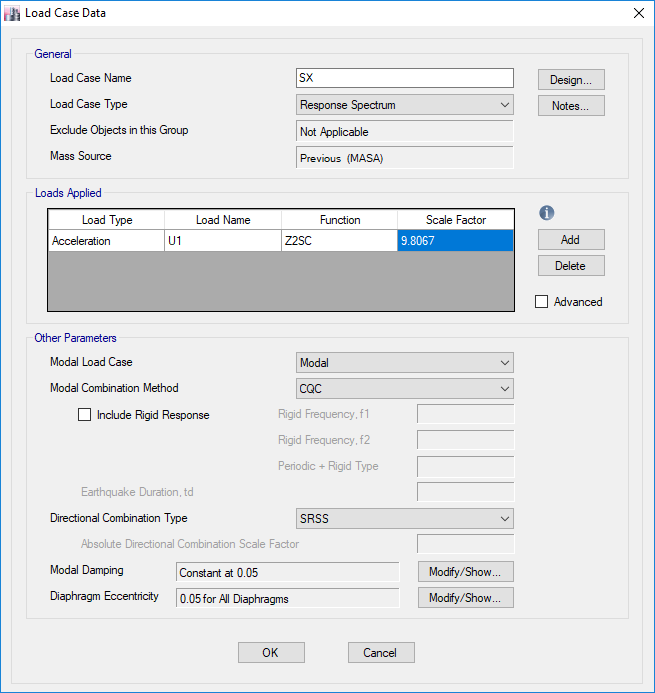 Load Case Data
General
Load Case Name
SX
Design...
Load Case Type
Response Spectrum
Notes...
Exclude Objects in this Group
Not Applicable
Mass Source
Previous (MASA)
Loads Applied
Load Type Load Name Function Scale Factor
Acceleration U1 Z2SC 9.8067
Add
Delete
Advanced
Other Parameters
Modal Load Case
Modal
Modal Combination Method
CQC
Include Rigid Response
Rigid Frequency, f1
Rigid Frequency, f2
Periodic + Rigid Type
Earthquake Duration, td
Directional Combination Type
SRSS
Absolute Directional Combination Scale Factor
Modal Damping
Constant at 0.05
Modify/Show...
Diaphragm Eccentricity
0.05 for All Diaphragms
Modify/Show...
OK
Cancel